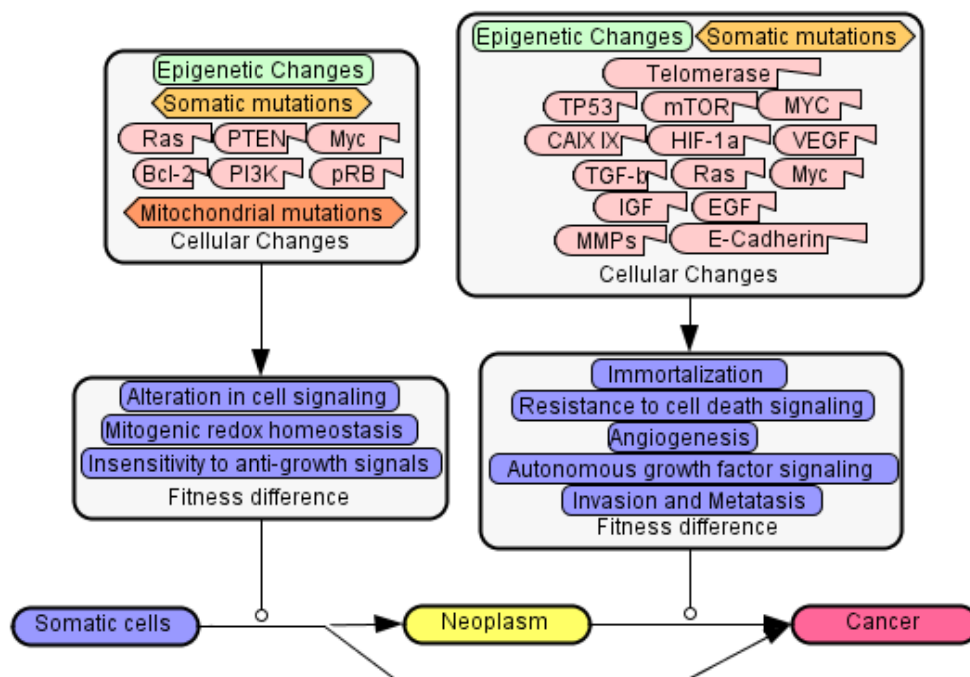 Epigenetic Changes
Somatic mutations
Ras PTEN Myc
Bcl-2 PI3K pRB
Mitochondrial mutations
Cellular Changes
Epigenetic Changes Somatic mutations
Telomerase
TP53 mTOR MYC
CAIX IX HIF-1a VEGF
TGF-b Ras Myc
IGF EGF
MMPs E-Cadherin
Cellular Changes
Alteration in cell signaling
Mitogenic redox homeostasis
Insensitivity to anti-growth signals
Fitness difference
Immortalization
Resistance to cell death signaling
Angiogenesis
Autonomous growth factor signaling
Invasion and Metatasis
Fitness difference
Somatic cells Neoplasm Cancer